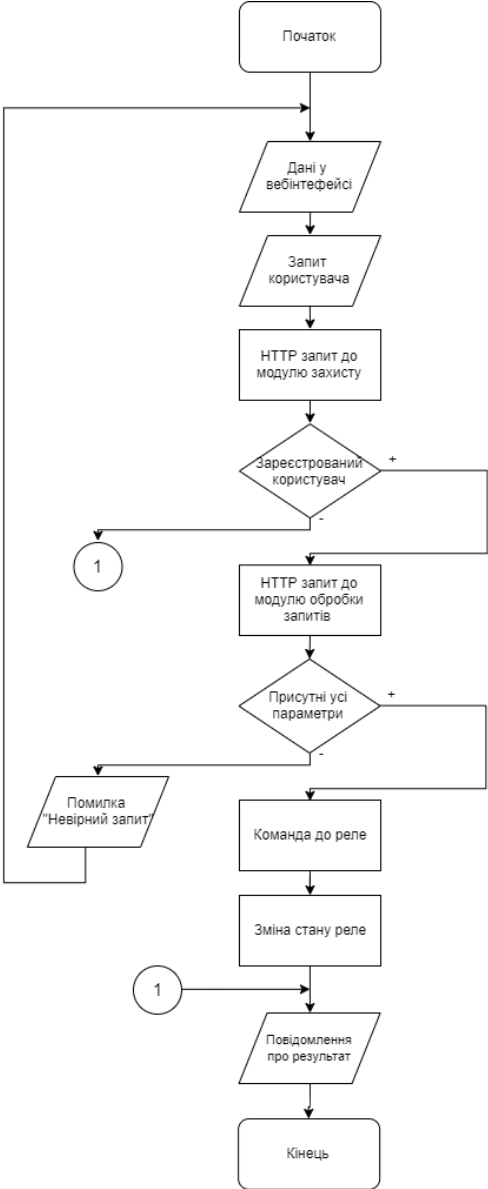 Початок
Дані у
вебінтефейсі
Запит
користувача
HTTP запит до
модулю захисту
Зареєстрований
користувач
+
-
1
HTTP запит до
модулю обробки
запитів
Присутні усі
параметри
+
-
Помилка
"Невірний запит"
Команда до реле
Зміна стану реле
1
Повідомлення
про результат
Кінець